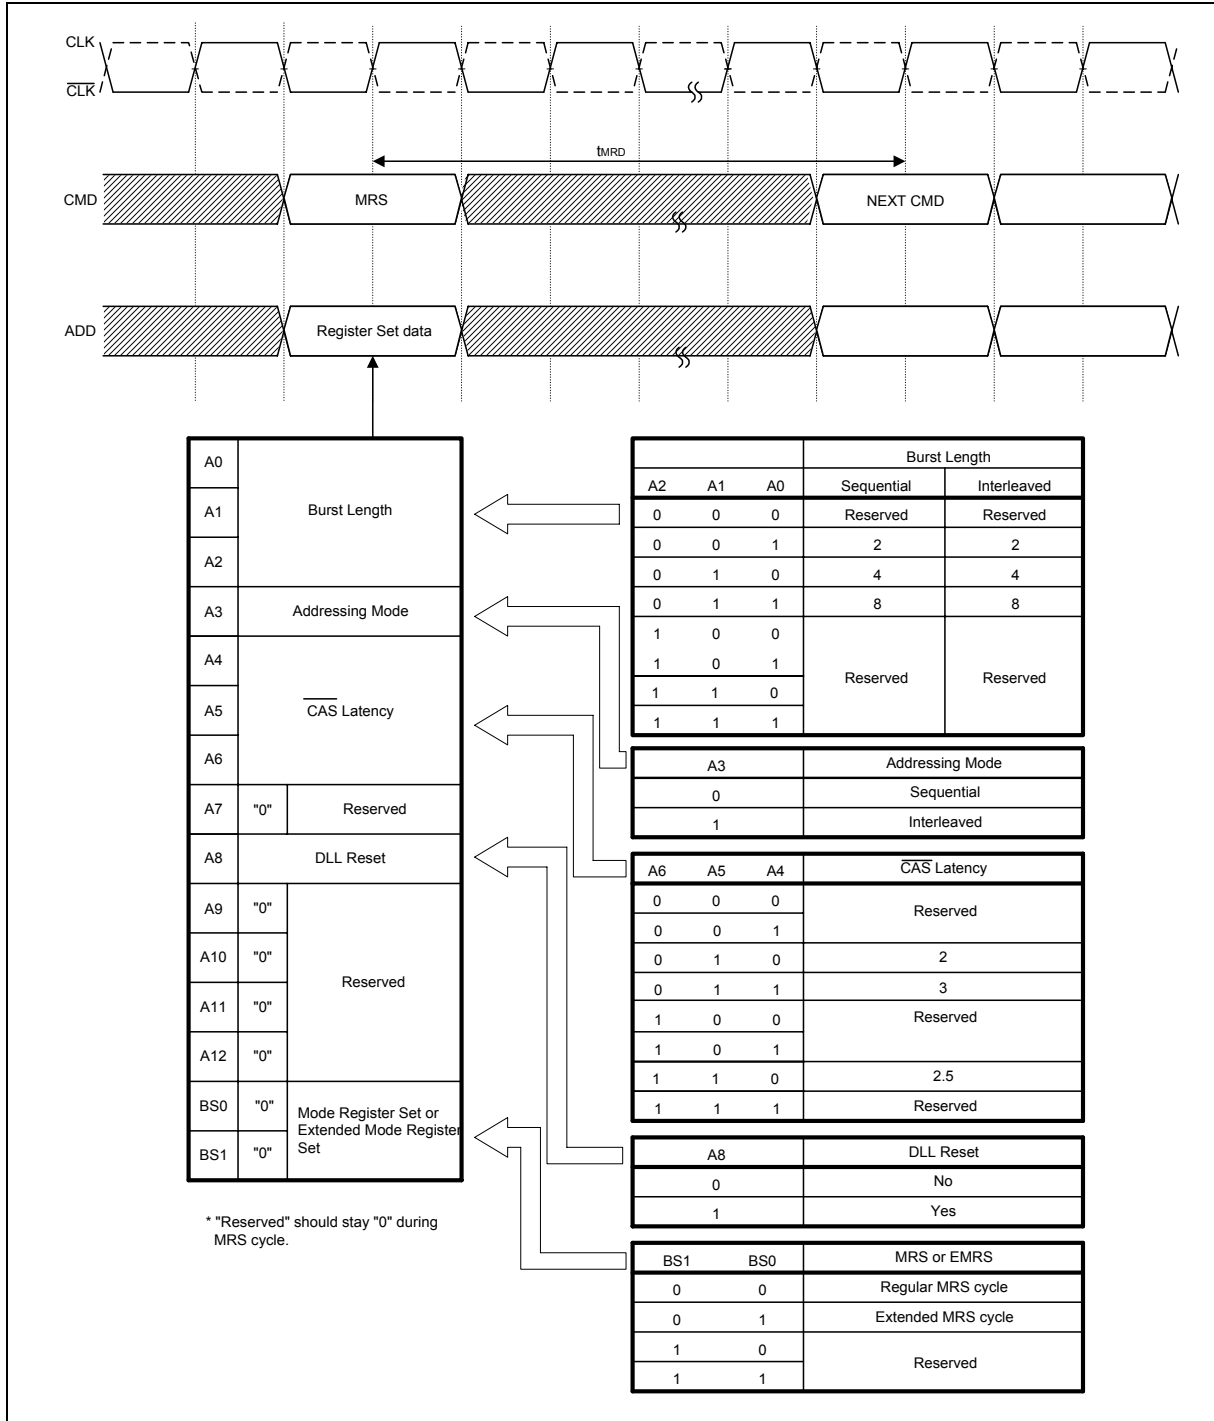 CLK
CLK
tMRD
CMD MRS NEXT CMD
ADD Register Set data
A0
A1 Burst Length
A2
A3 Addressing Mode
A4
A5 CAS Latency
A6
A7 "0" Reserved
A8 DLL Reset
A9 "0"
A10 "0"
Reserved
A11 "0"
A12 "0"
BS0 "0"
BS1 "0"
Mode Register Set or
Extended Mode Register
Set
* "Reserved" should stay "0" during
MRS cycle.
Burst Length
A2 A1 A0 Sequential Interleaved
0 0 0 Reserved Reserved
0 0 1 2 2
0 1 0 4 4
0 1 1 8 8
1 0 0
1 0 1
Reserved Reserved
1 1 0
1 1 1
A3 Addressing Mode
0 Sequential
1 Interleaved
A6 A5 A4 CAS Latency
0 0 0
Reserved
0 0 1
0 1 0 2
0 1 1 3
1 0 0 Reserved
1 0 1
1 1 0 2.5
1 1 1 Reserved
A8 DLL Reset
0 No
1 Yes
BS1 BS0 MRS or EMRS
0 0 Regular MRS cycle
0 1 Extended MRS cycle
1 0
Reserved
1 1